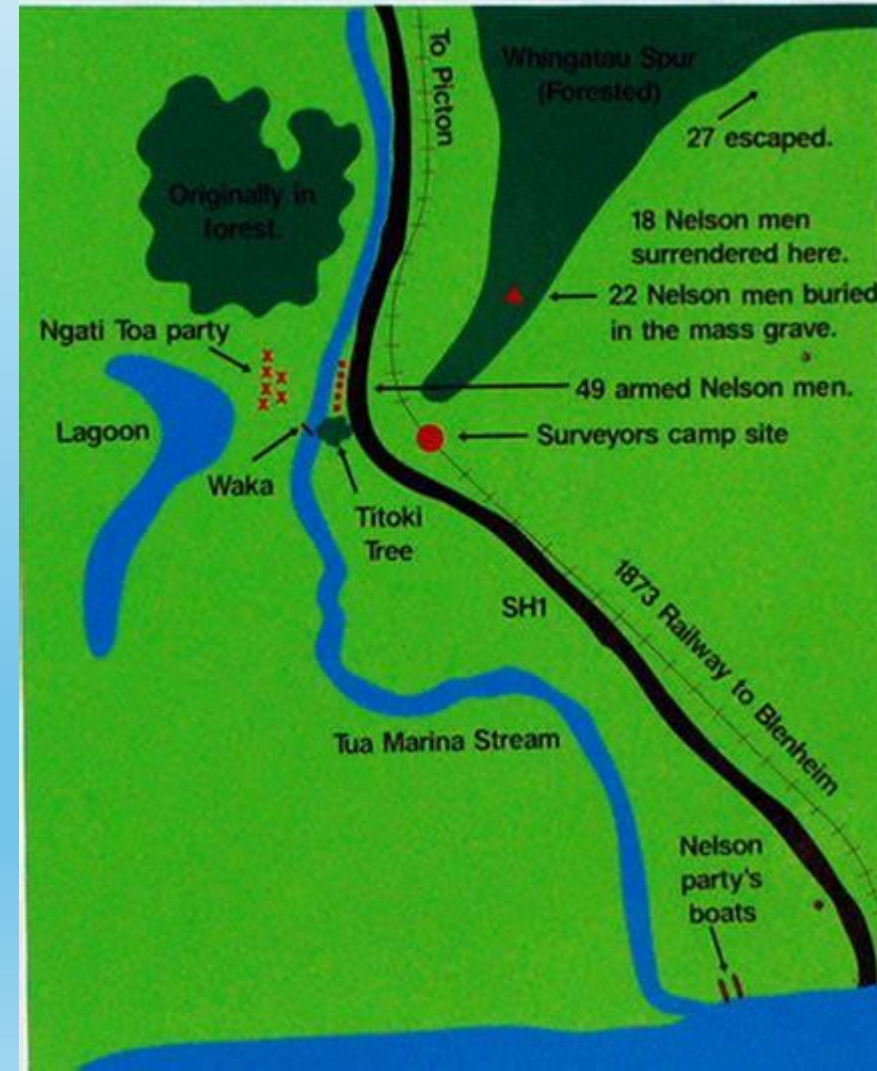 To Picton
Whingatau Spur
(Forested)
27 escaped.
Originally in
forest.
18 Nelson men
surrendered here.
22 Nelson men buried
in the mass grave.
Ngati Toa party
49 armed Nelson men.
Lagoon
Surveyors camp site
Waka
Titoki
Tree
SH1
1873 Railway to Blenheim
Tua Marina Stream
Nelson
party's
boats